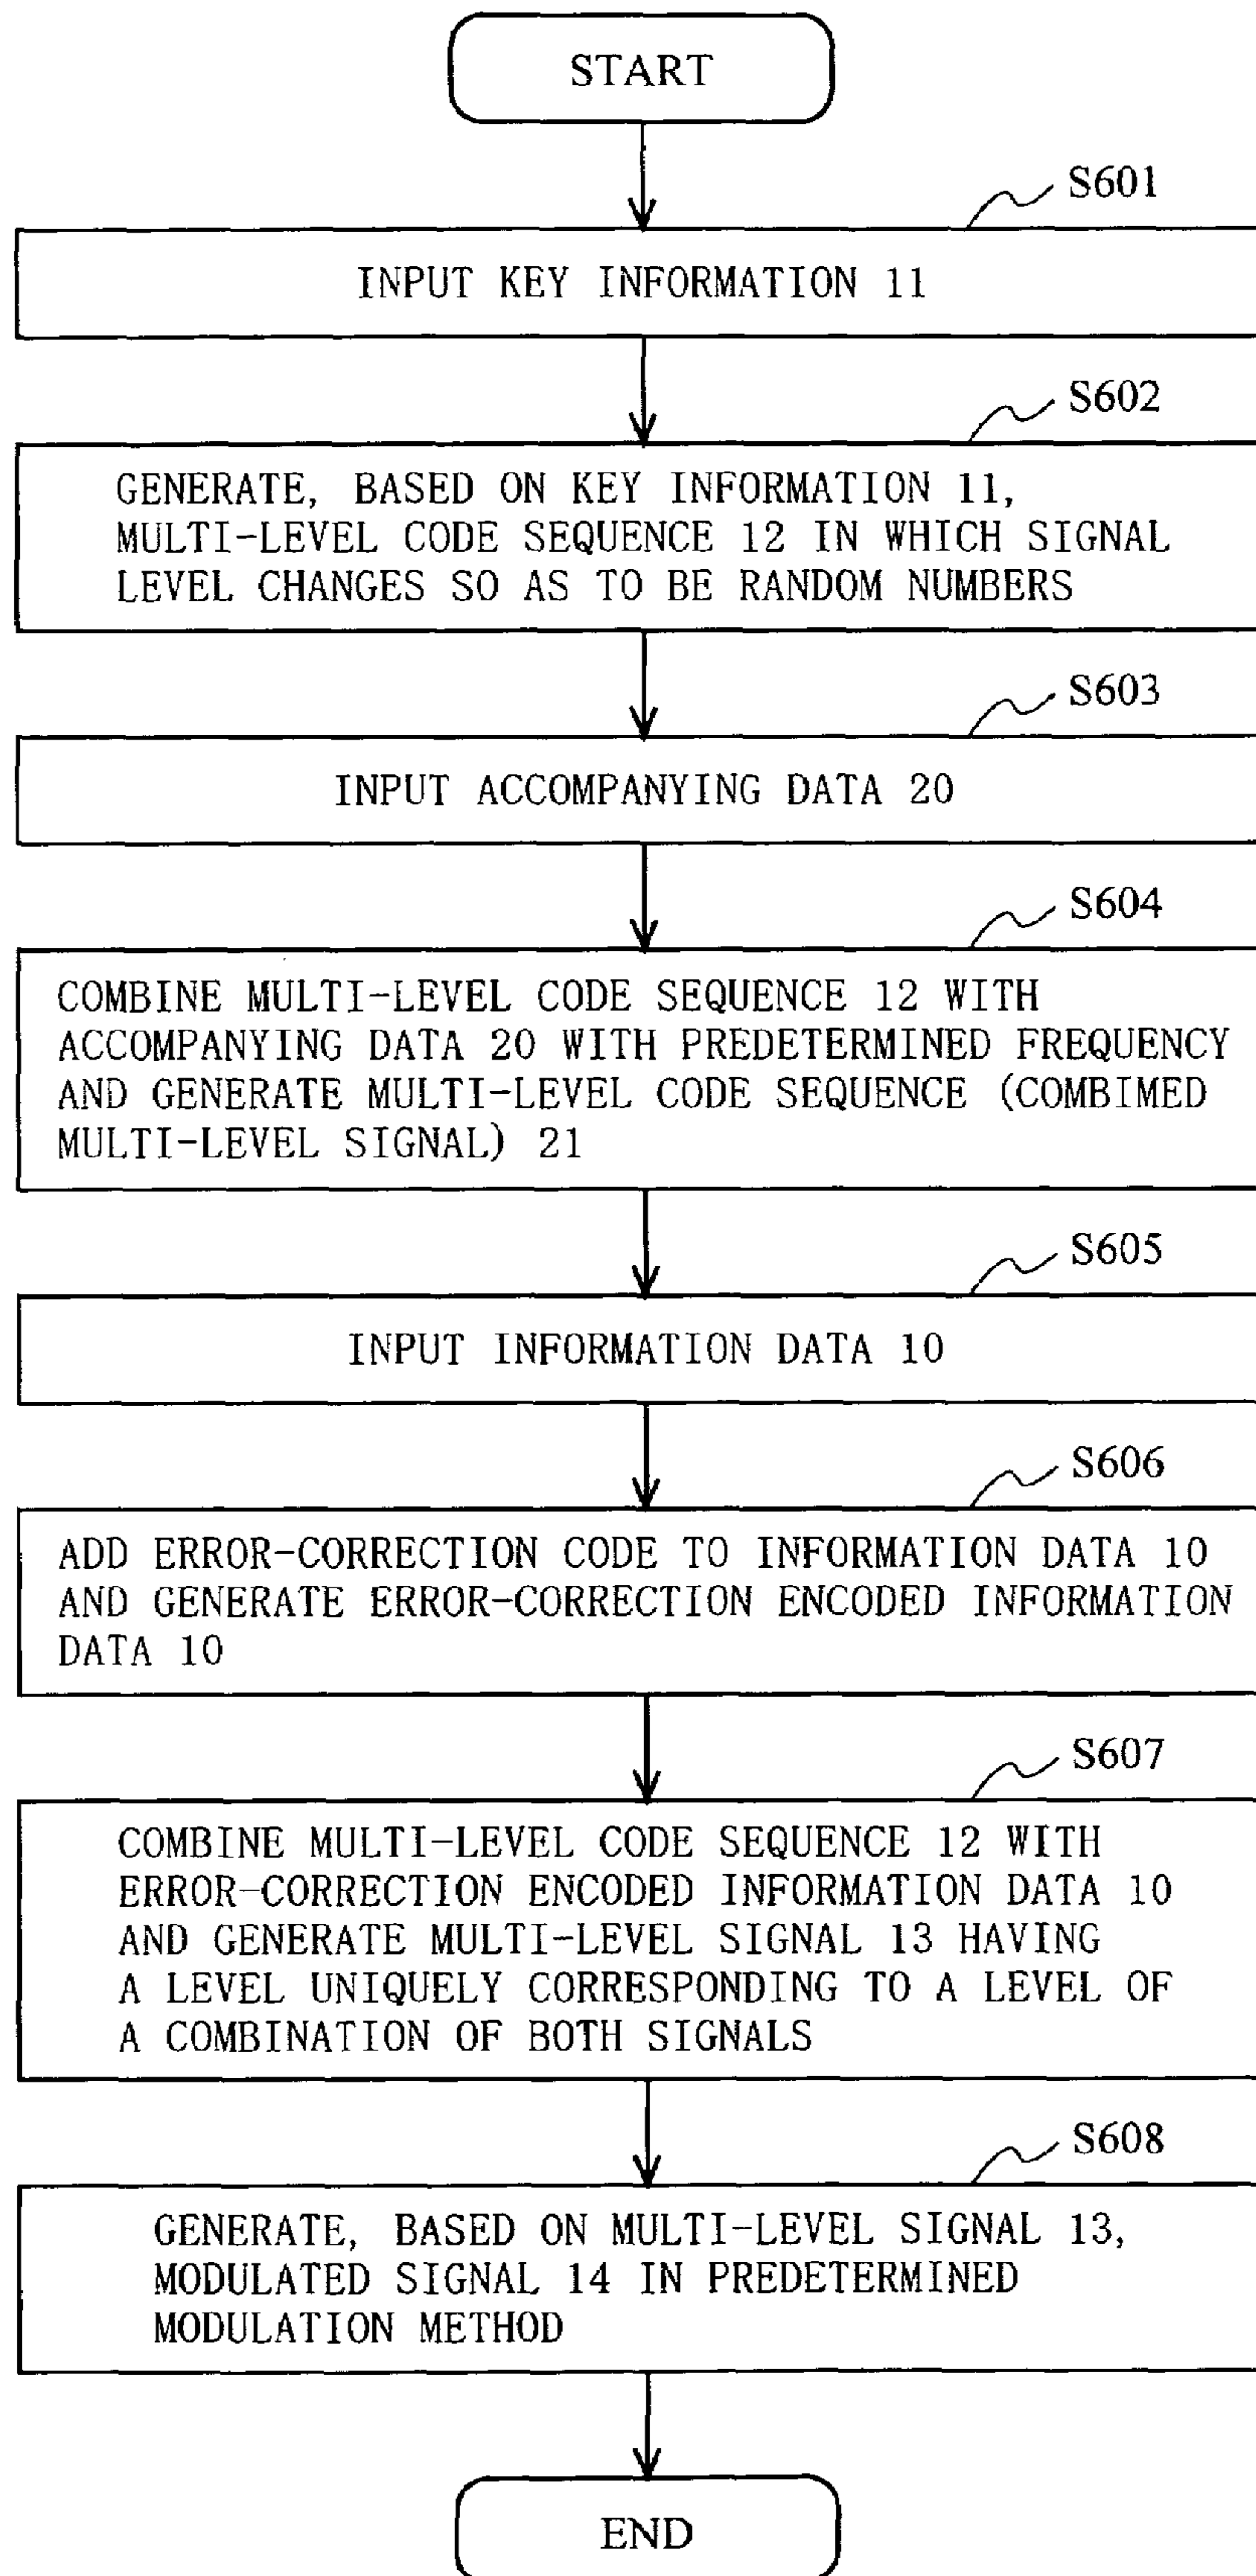 START
S601
INPUT KEY INFORMATION 11
S602
GENERATE, BASED ON KEY INFORMATION 11,
MULTI-LEVEL CODE SEQUENCE 12 IN WHICH SIGNAL
LEVEL CHANGES SO AS TO BE RANDOM NUMBERS
S603
INPUT ACCOMPANYING DATA 20
S604
COMBINE MULTI-LEVEL CODE SEQUENCE 12 WITH
ACCOMPANYING DATA 20 WITH PREDETERMINED FREQUENCY
AND GENERATE MULTI-LEVEL CODE SEQUENCE (COMBIMED
MULTI-LEVEL SIGNAL) 21
S605
INPUT INFORMATION DATA 10
S606
ADD ERROR-CORRECTION CODE TO INFORMATION DATA 10
AND GENERATE ERROR-CORRECTION ENCODED INFORMATION
DATA 10
S607
COMBINE MULTI-LEVEL CODE SEQUENCE 12 WITH
ERROR-CORRECTION ENCODED INFORMATION DATA 10
AND GENERATE MULTI-LEVEL SIGNAL 13 HAVING
A LEVEL UNIQUELY CORRESPONDING TO A LEVEL OF
A COMBINATION OF BOTH SIGNALS
S608
GENERATE, BASED ON MULTI-LEVEL SIGNAL 13,
MODULATED SIGNAL 14 IN PREDETERMINED
MODULATION METHOD
END